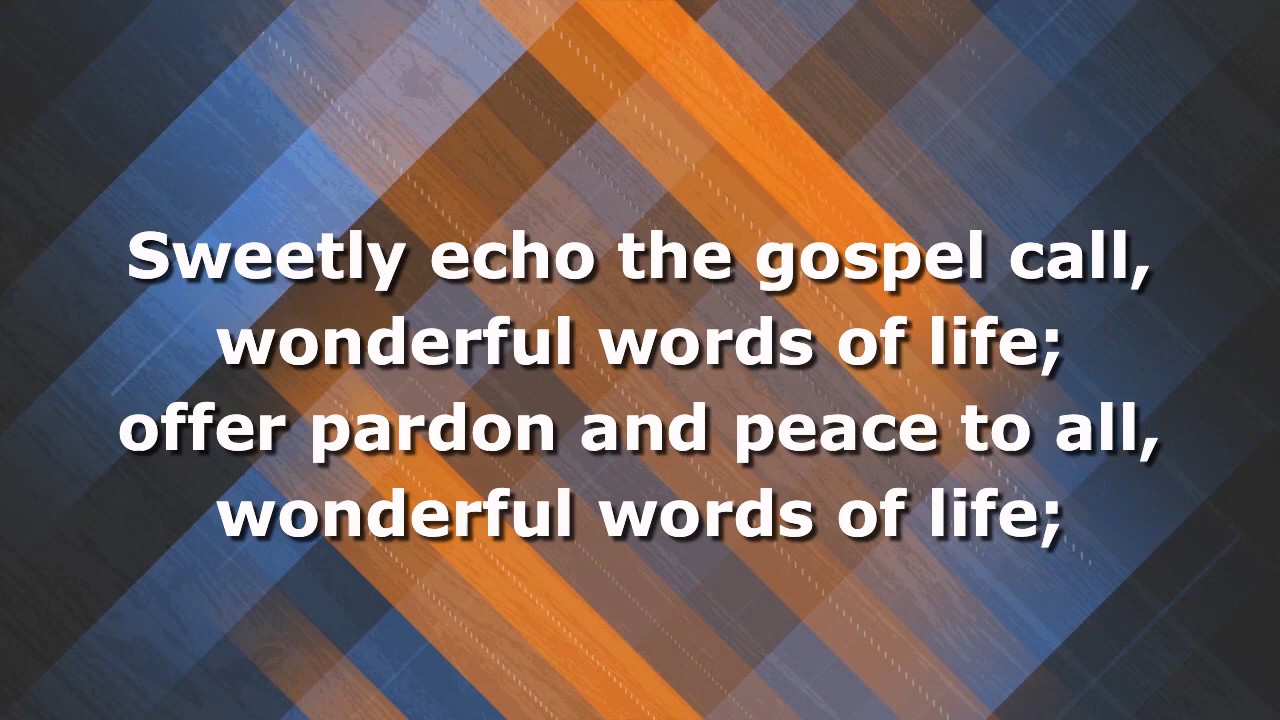 Sweetly echo the gospel call,
wonderful words of life;
offer pardon and peace to all,
wonderful words of life;